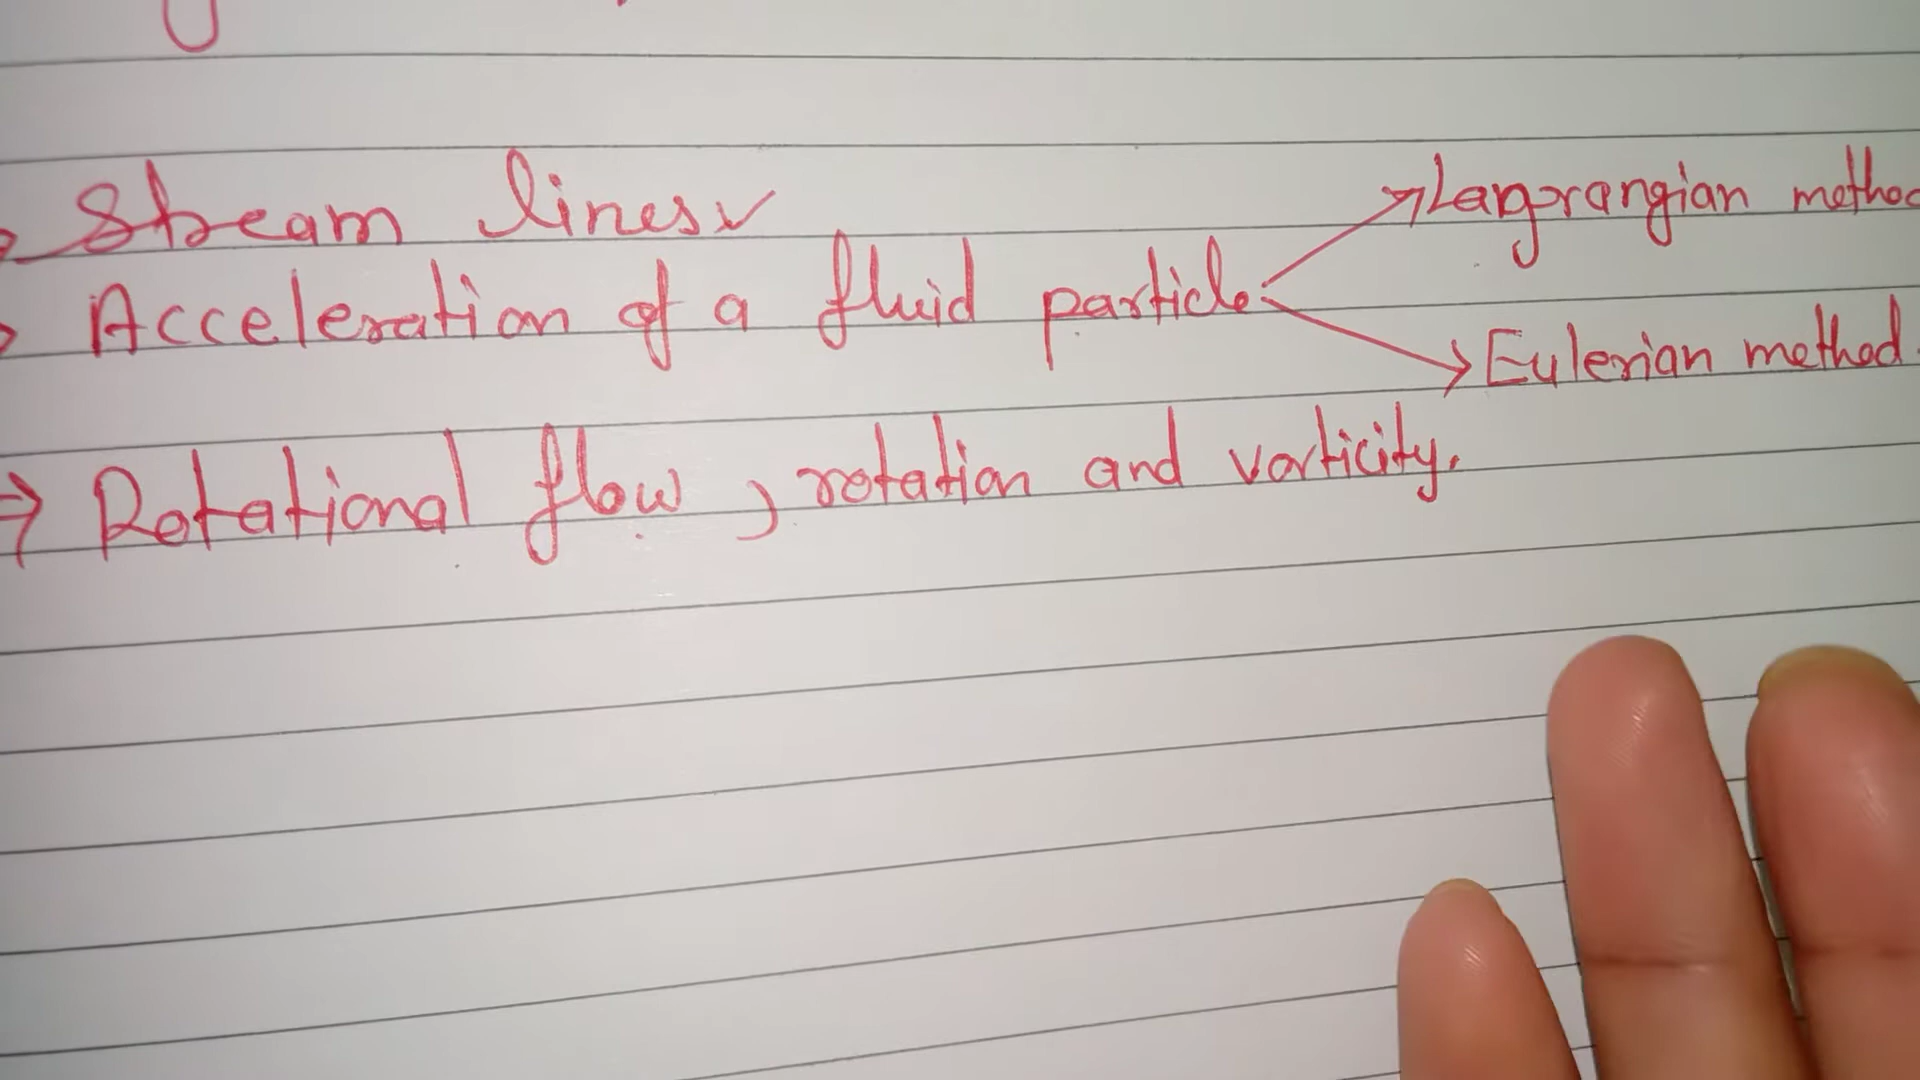 Stream lines ✓
Acceleration of a fluid particle: → Lagrangian method
→ Eulerian method.
→ Rotational flow, rotation and vorticity.